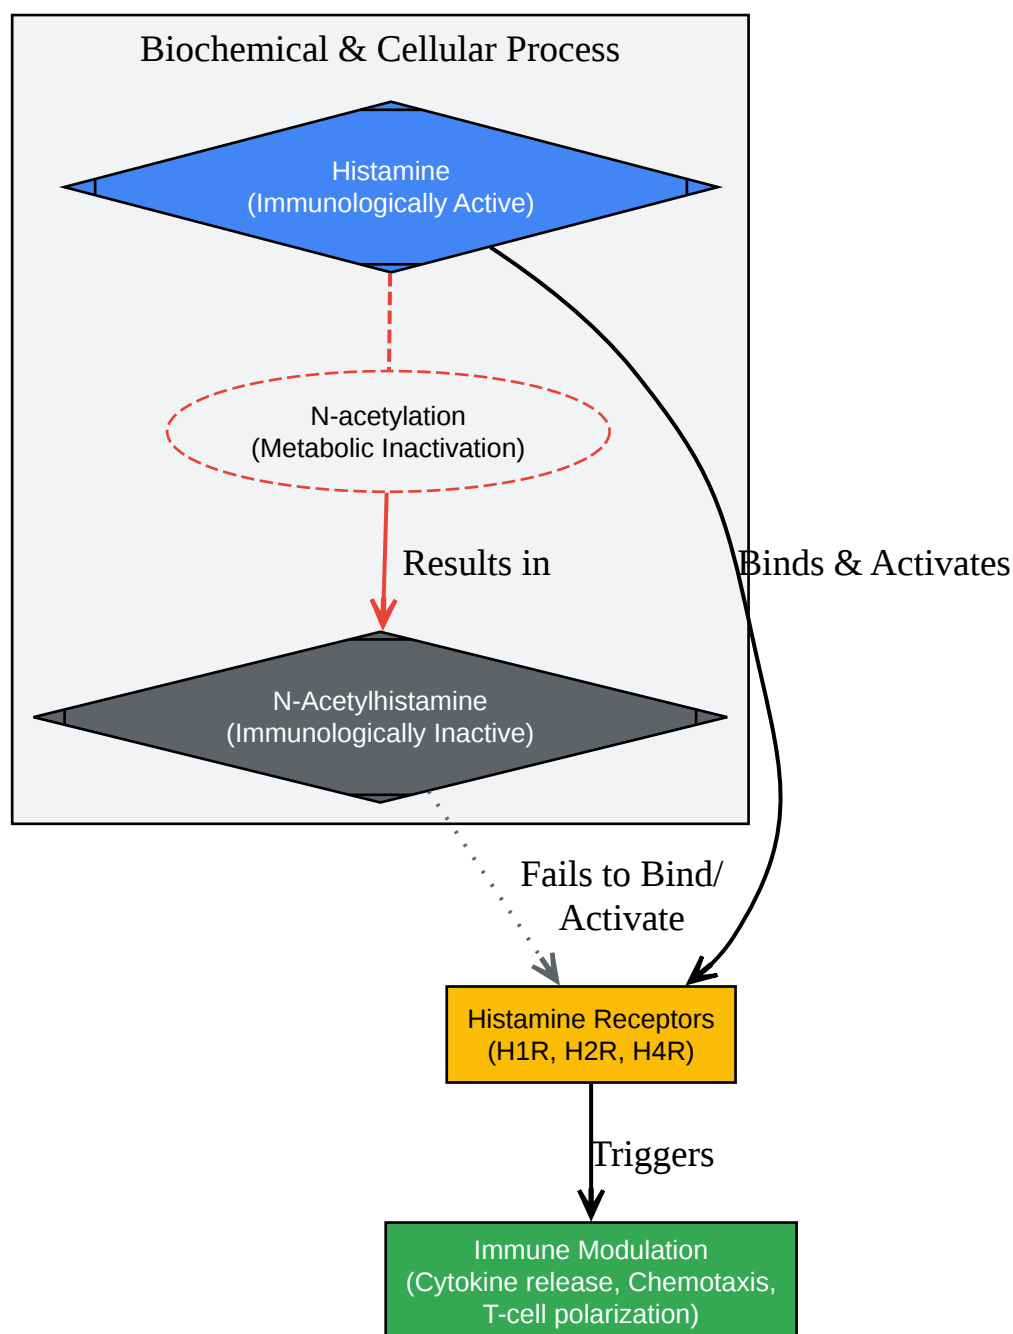 Biochemical & Cellular Process
Histamine
(Immunologically Active)
N-acetylation
(Metabolic Inactivation)
Results in
Binds & Activates
N-Acetylhistamine
(Immunologically Inactive)
Fails to Bind/
Activate
Histamine Receptors
(H1R, H2R, H4R)
Triggers
Immune Modulation
(Cytokine release, Chemotaxis,
T-cell polarization)